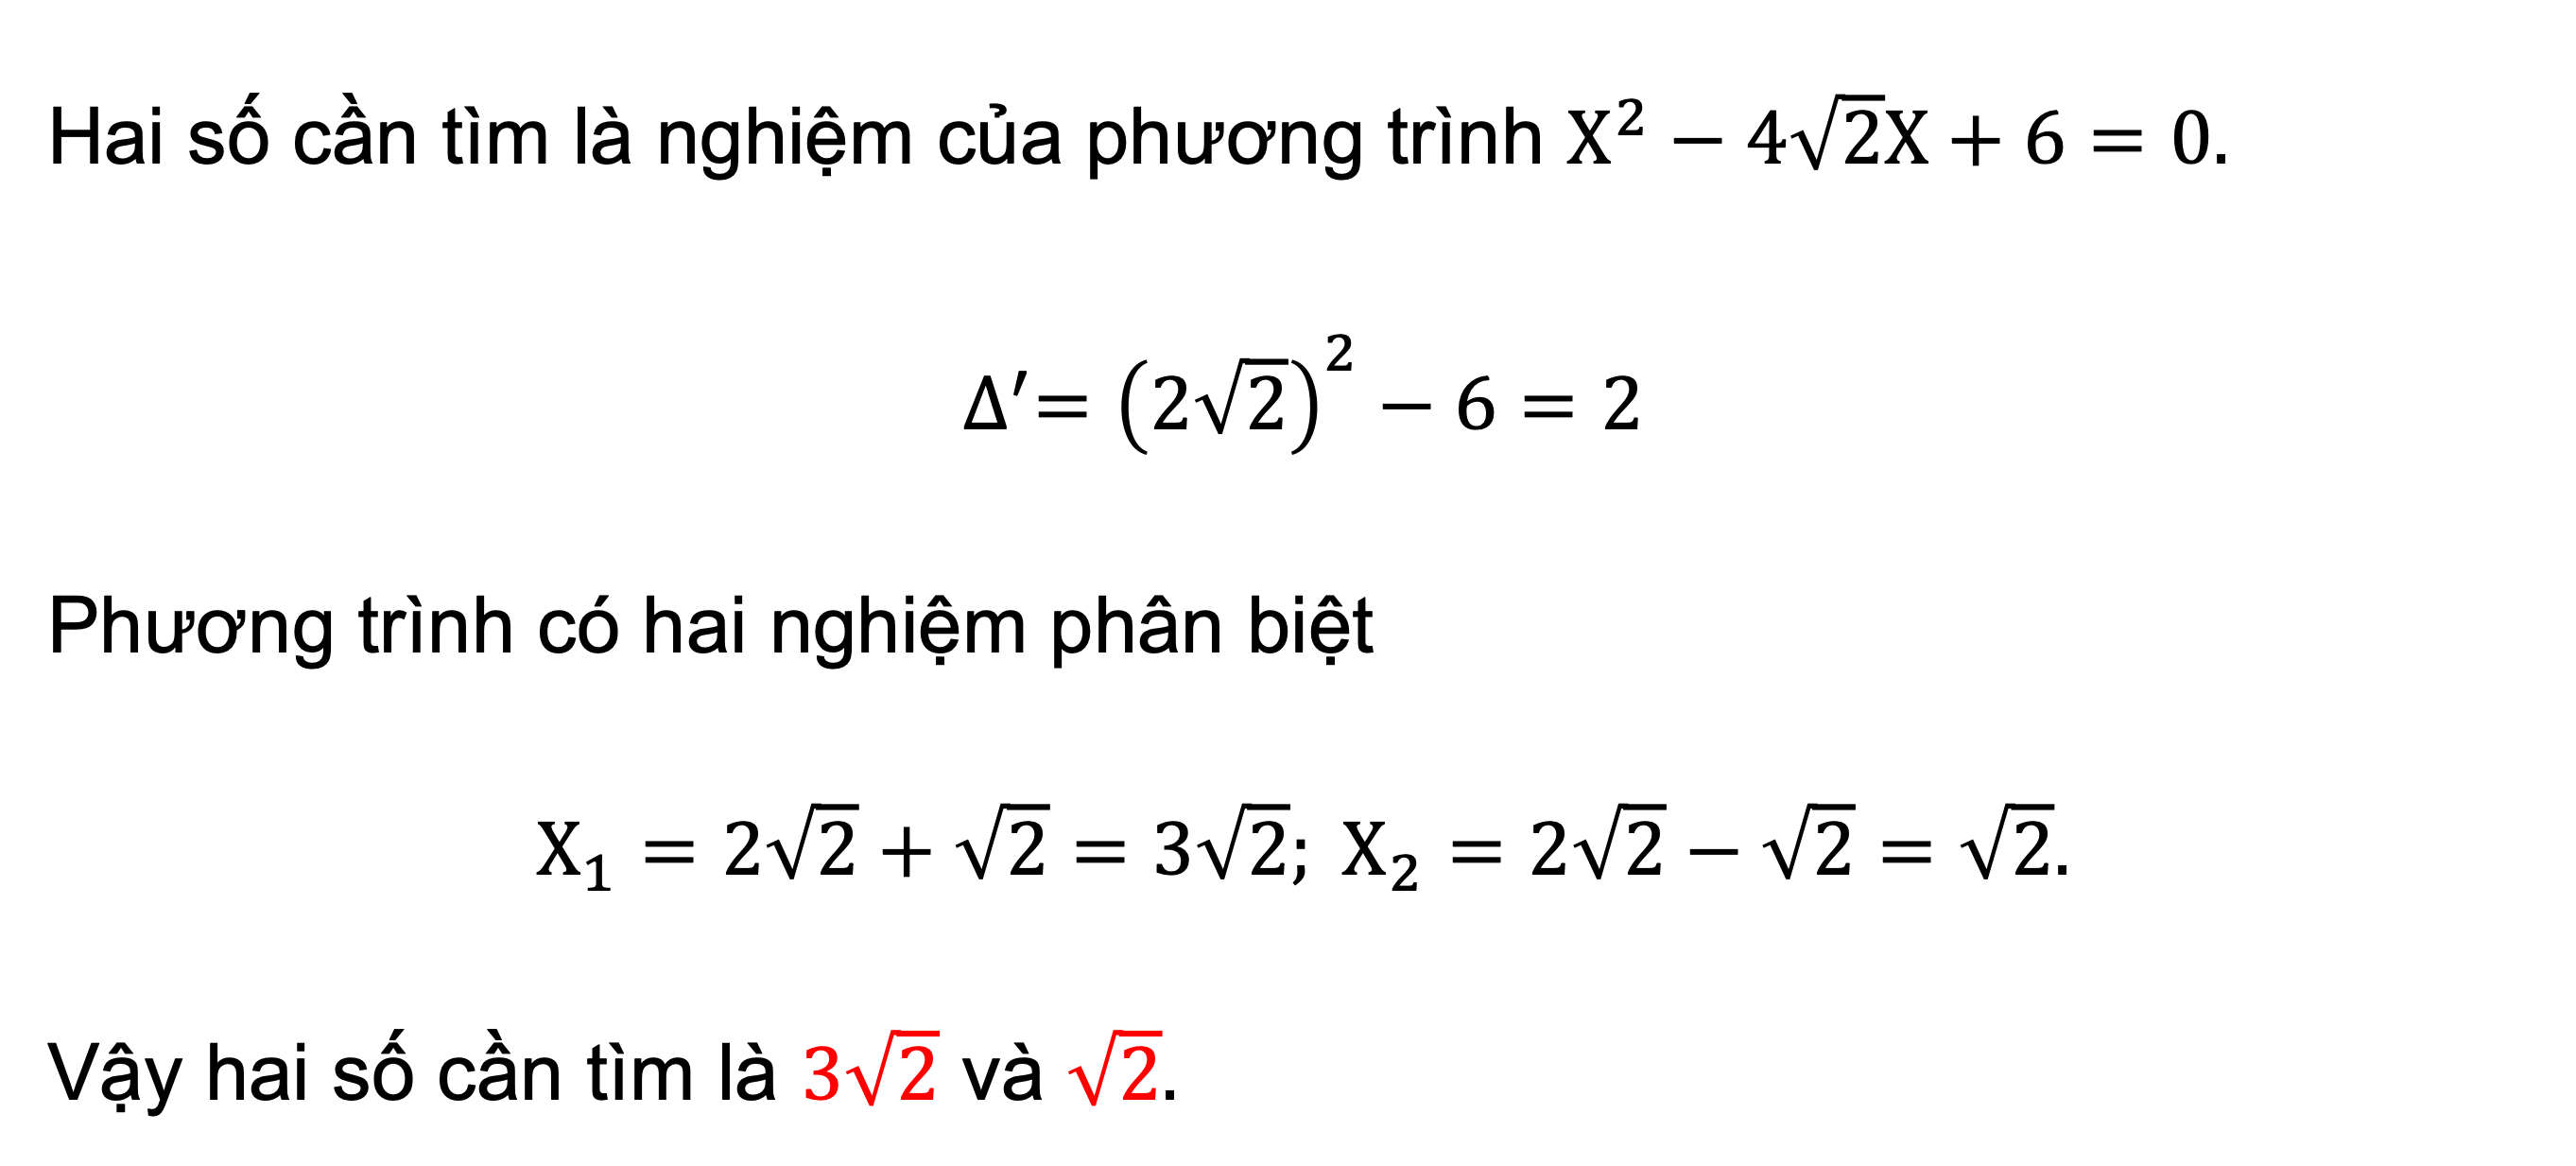 Hai số cần tìm là nghiệm của phương trình X² − 4√2X + 6 = 0.
Δ′= (2√2)² − 6 = 2
Phương trình có hai nghiệm phân biệt
X₁ = 2√2 + √2 = 3√2; X₂ = 2√2 − √2 = √2.
Vậy hai số cần tìm là 3√2 và √2.